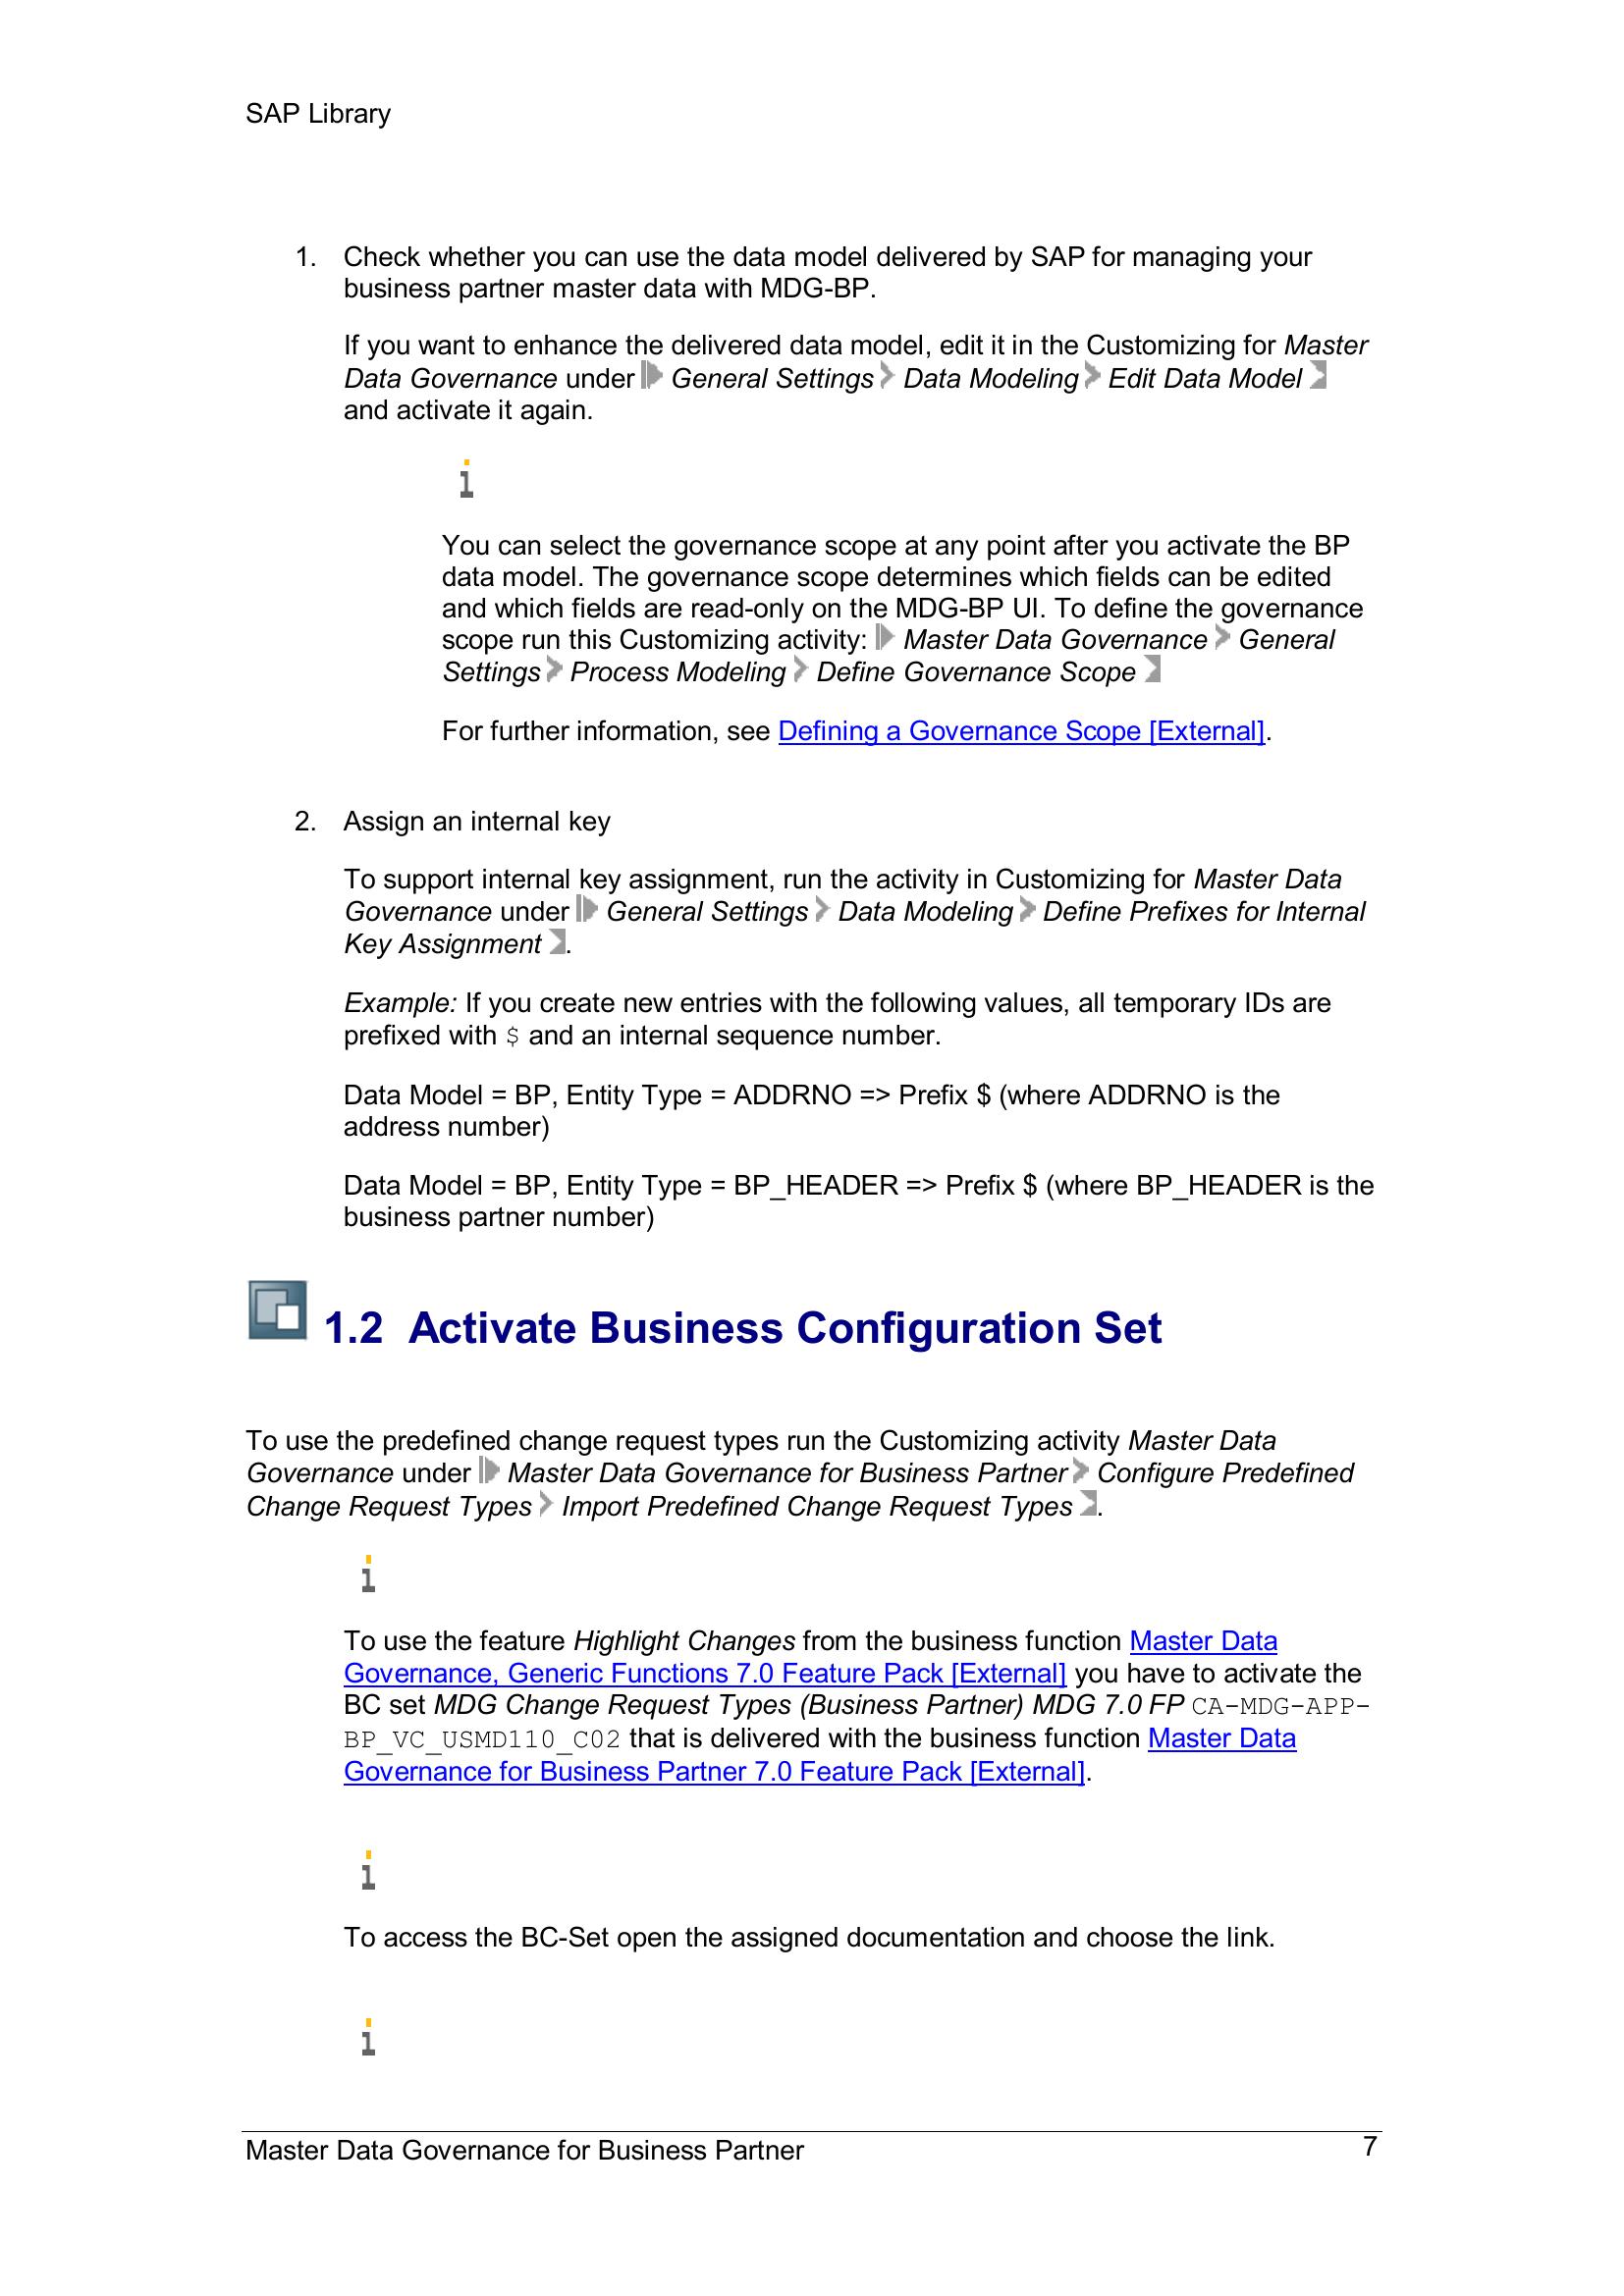 SAP Library
1. Check whether you can use the data model delivered by SAP for managing your
business partner master data with MDG-BP.
If you want to enhance the delivered data model, edit it in the Customizing for Master
Data Governance under General Settings Data Modeling Edit Data Model
and activate it again.
i
You can select the governance scope at any point after you activate the BP
data model. The governance scope determines which fields can be edited
and which fields are read-only on the MDG-BP UI. To define the governance
scope run this Customizing activity: Master Data Governance General
Settings Process Modeling Define Governance Scope
For further information, see Defining a Governance Scope [External].
2. Assign an internal key
To support internal key assignment, run the activity in Customizing for Master Data
Governance under General Settings Data Modeling Define Prefixes for Internal
Key Assignment .
Example: If you create new entries with the following values, all temporary IDs are
prefixed with $ and an internal sequence number.
Data Model = BP, Entity Type = ADDRNO => Prefix $ (where ADDRNO is the
address number)
Data Model = BP, Entity Type = BP_HEADER => Prefix $ (where BP_HEADER is the
business partner number)
1.2 Activate Business Configuration Set
To use the predefined change request types run the Customizing activity Master Data
Governance under Master Data Governance for Business Partner Configure Predefined
Change Request Types Import Predefined Change Request Types .
i
To use the feature Highlight Changes from the business function Master Data
Governance, Generic Functions 7.0 Feature Pack [External] you have to activate the
BC set MDG Change Request Types (Business Partner) MDG 7.0 FP CA-MDG-APP-
BP_VC_USMD110_C02 that is delivered with the business function Master Data
Governance for Business Partner 7.0 Feature Pack [External].
i
To access the BC-Set open the assigned documentation and choose the link.
i
Master Data Governance for Business Partner 7